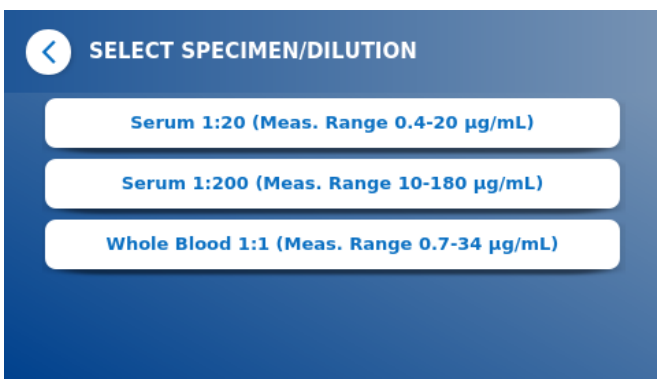 SELECT SPECIMEN/DILUTION
Serum 1:20 (Meas. Range 0.4-20 µg/mL)
Serum 1:200 (Meas. Range 10-180 µg/mL)
Whole Blood 1:1 (Meas. Range 0.7-34 µg/mL)